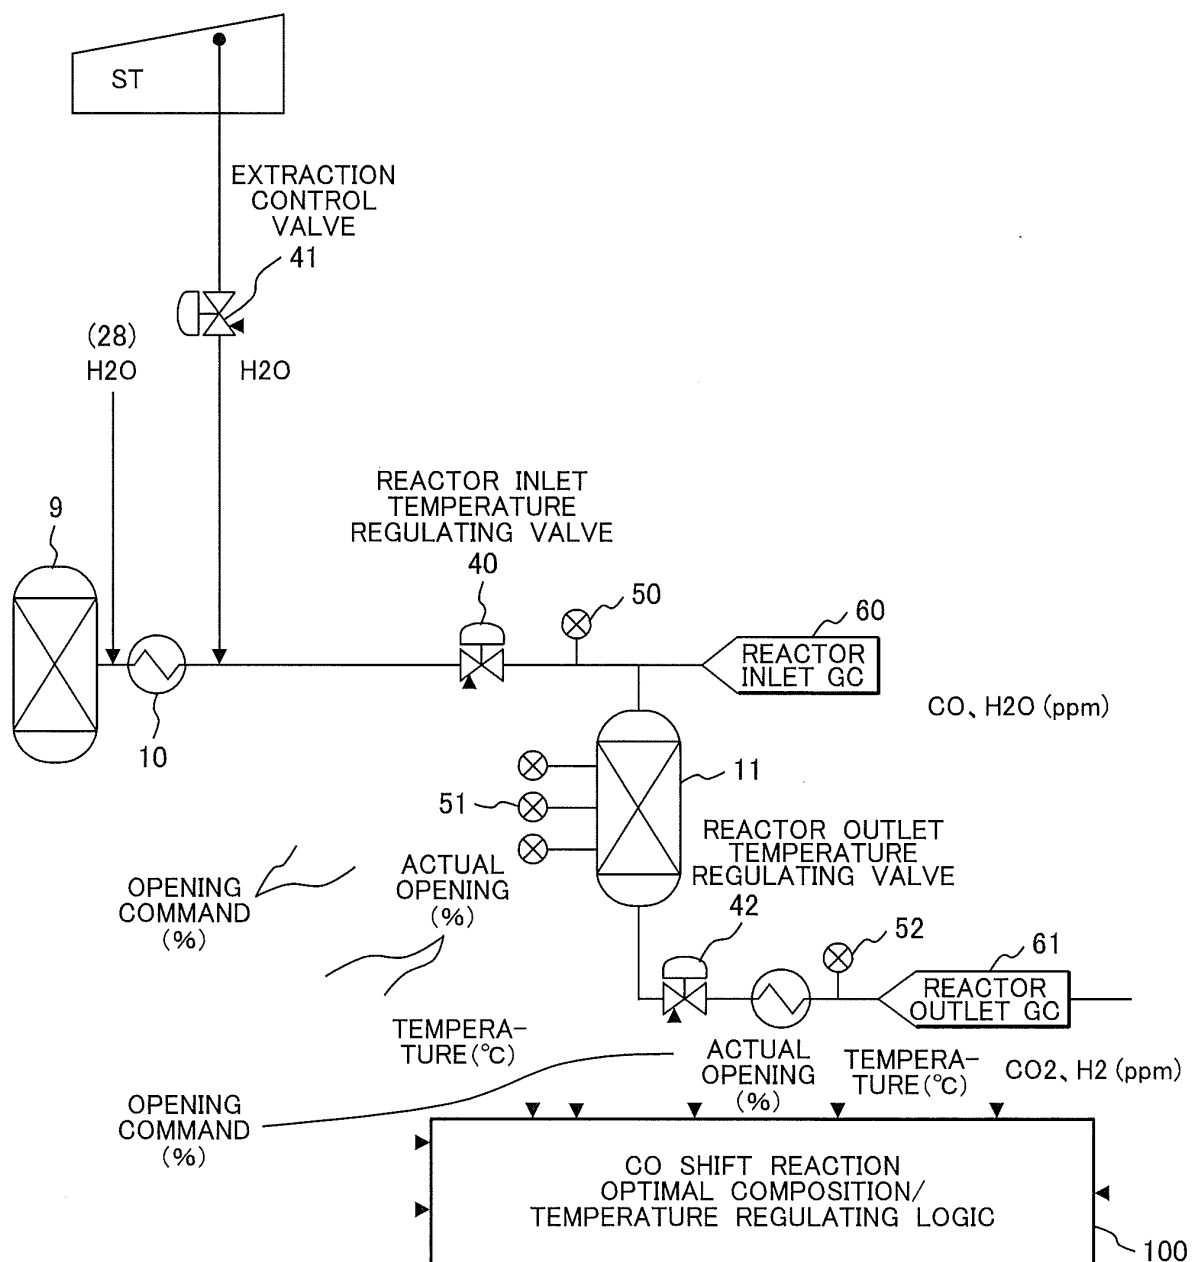 ST
EXTRACTION
CONTROL
VALVE
41
(28)
H2O
H2O
REACTOR INLET
TEMPERATURE
REGULATING VALVE
40
9
50
60
REACTOR
INLET GC
CO、H2O (ppm)
10
11
51
REACTOR OUTLET
TEMPERATURE
REGULATING VALVE
42
ACTUAL
OPENING
(%)
OPENING
COMMAND
(%)
52
61
REACTOR
OUTLET GC
TEMPERA-
TURE(℃)
ACTUAL
OPENING
(%)
TEMPERA-
TURE(℃)
CO2、H2 (ppm)
OPENING
COMMAND
(%)
CO SHIFT REACTION
OPTIMAL COMPOSITION/
TEMPERATURE REGULATING LOGIC
100